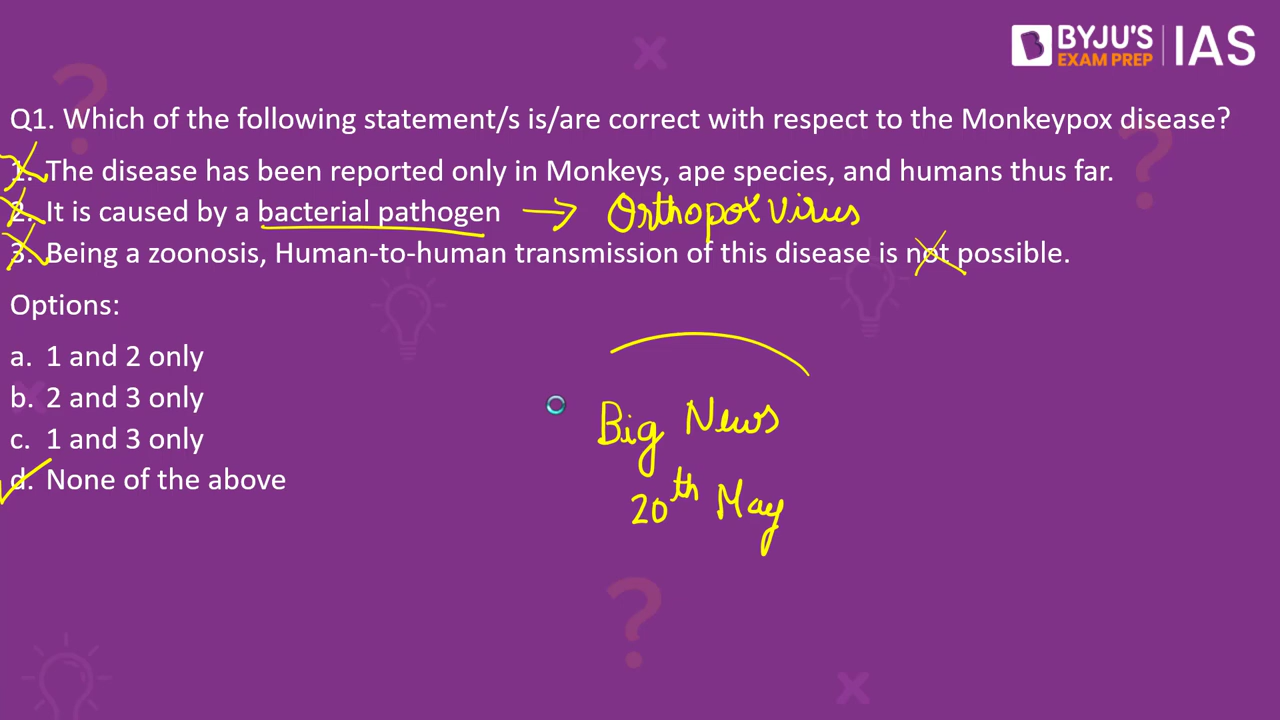 BYJU'S IAS
EXAM PREP
Q1. Which of the following statement/s is/are correct with respect to the Monkeypox disease?
1. The disease has been reported only in Monkeys, ape species, and humans thus far.
2. It is caused by a bacterial pathogen → Orthopox Virus
3. Being a zoonosis, Human-to-human transmission of this disease is not possible.
Options:
a. 1 and 2 only
b. 2 and 3 only
c. 1 and 3 only
d. None of the above
Big News
20th May